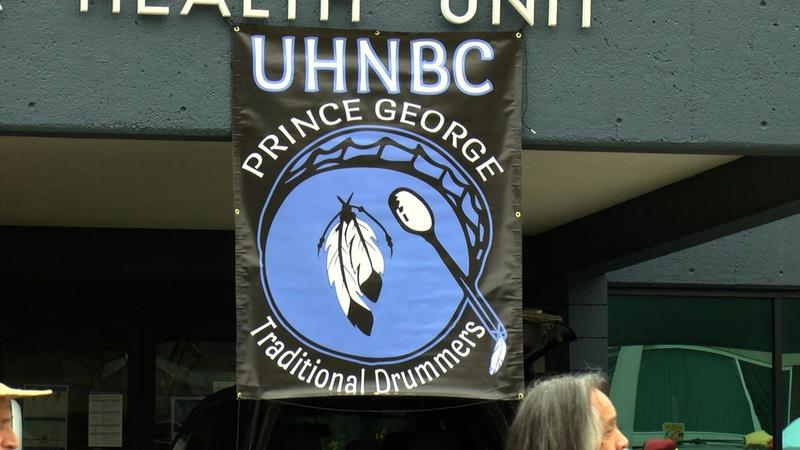 HEALTH UNIT
UHNBC
PRINCE GEORGE
Traditional Drummers